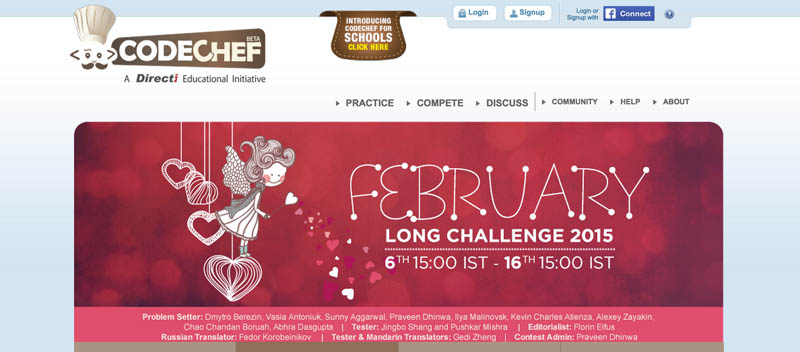 Login
Signup
Login or
Signup with
Connect
?
INTRODUCING
CODECHEF FOR
SCHOOLS
CLICK HERE
BETA
CODECHEF
A Directi Educational Initiative
PRACTICE COMPETE DISCUSS COMMUNITY HELP ABOUT
FEBRUARY
LONG CHALLENGE 2015
6TH 15:00 IST - 16TH 15:00 IST
Problem Setter: Dmytro Berezin, Vasia Antoniuk, Sunny Aggarwal, Praveen Dhinwa, Ilya Malinovsk, Kevin Charles Atienza, Alexey Zayakin,
Chao Chandan Boruah, Abhra Dasgupta | Tester: Jingbo Shang and Pushkar Mishra | Editorialist: Florin Elfus
Russian Translator: Fedor Korobeinikov | Tester & Mandarin Translators: Gedi Zheng | Contest Admin: Praveen Dhinwa